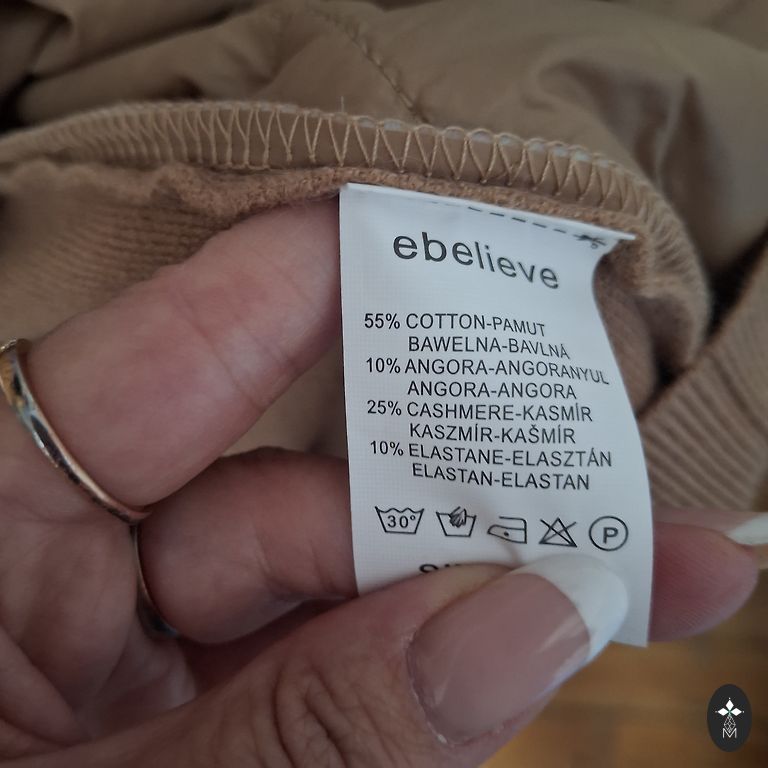 ebelieve
55% COTTON-PAMUT
BAWELNA-BAVLNÁ
10% ANGORA-ANGORANYUL
ANGORA-ANGORA
25% CASHMERE-KASMÍR
KASZMÍR-KAŠMÍR
10% ELASTANE-ELASZTÁN
ELASTAN-ELASTAN
30° P
M